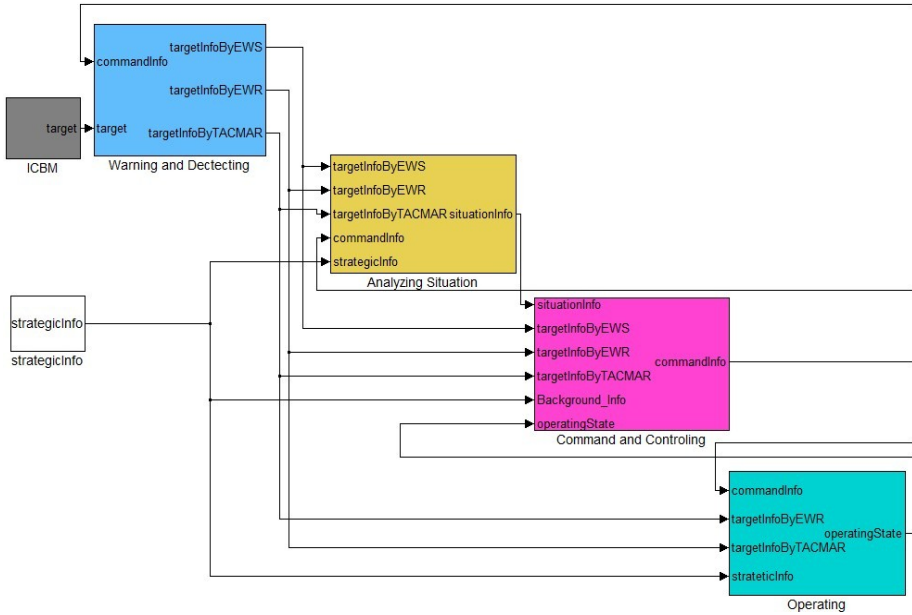 targetInfoByEWS
commandInfo
targetInfoByEWR
target
target
targetInfoByTACMAR
ICBM
Warning and Dectecting
targetInfoByEWS
targetInfoByEWR
targetInfoByTACMAR situationInfo
commandInfo
strategicInfo
Analyzing Situation
strategicInfo
strategicInfo
situationInfo
targetInfoByEWS
targetInfoByEWR
commandInfo
targetInfoByTACMAR
Background_Info
operatingState
Command and Controling
commandInfo
targetInfoByEWR
operatingState
targetInfoByTACMAR
strateticInfo
Operating